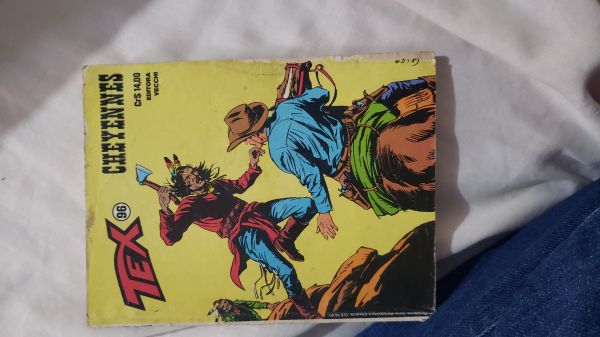 TEX
96
CHEYENNES
Cr$ 14,00
EDITORA
VECCHI